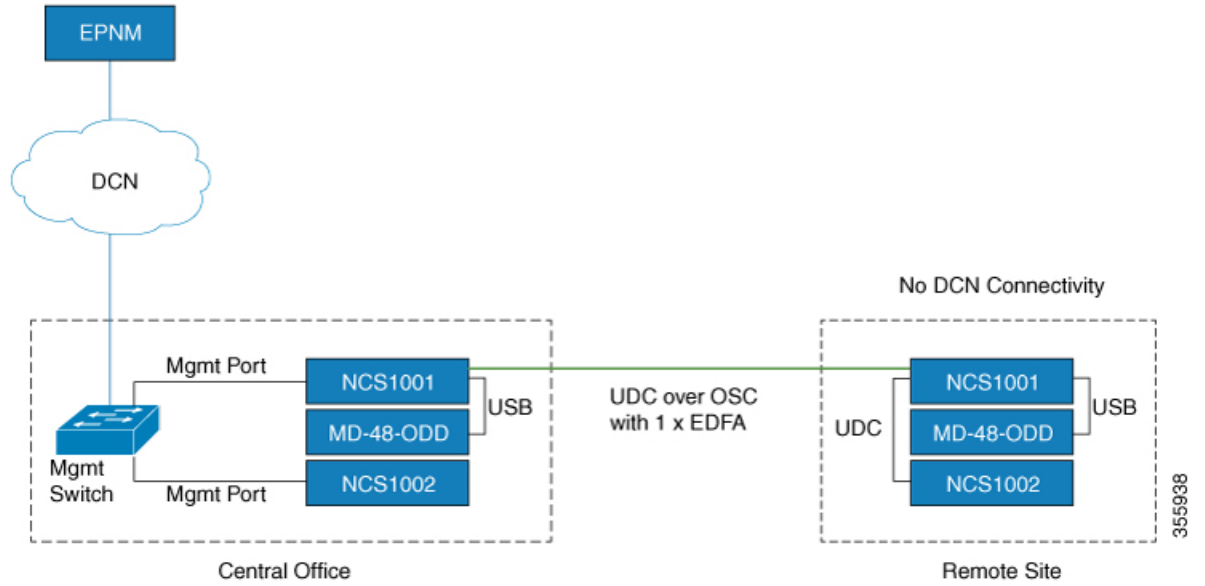 EPNM
DCN
No DCN Connectivity
Mgmt Port
NCS1001
USB
MD-48-ODD
Mgmt
Switch
Mgmt Port
NCS1002
UDC over OSC
with 1 x EDFA
NCS1001
UDC
MD-48-ODD
USB
NCS1002
355938
Central Office
Remote Site